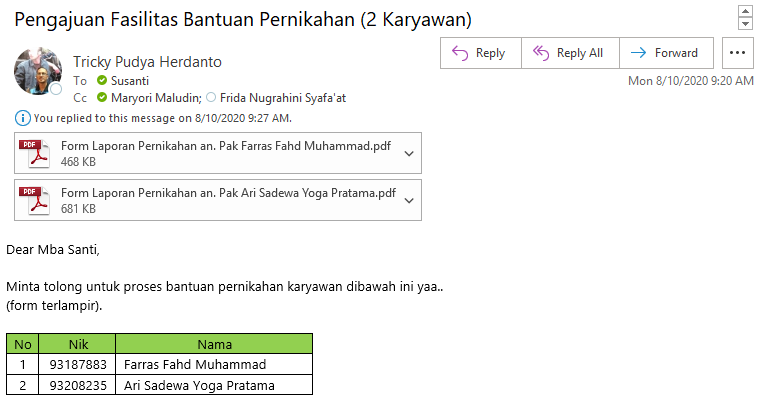 Pengajuan Fasilitas Bantuan Pernikahan (2 Karyawan)
Reply Reply All Forward ...
Tricky Pudya Herdanto
To Susanti
Cc Maryori Maludin; Frida Nugrahini Syafa'at
Mon 8/10/2020 9:20 AM
You replied to this message on 8/10/2020 9:27 AM.
PDF Form Laporan Pernikahan an. Pak Farras Fahd Muhammad.pdf
468 KB
PDF Form Laporan Pernikahan an. Pak Ari Sadewa Yoga Pratama.pdf
681 KB
Dear Mba Santi,
Minta tolong untuk proses bantuan pernikahan karyawan dibawah ini yaa..
(form terlampir).
No Nik Nama
1 93187883 Farras Fahd Muhammad
2 93208235 Ari Sadewa Yoga Pratama